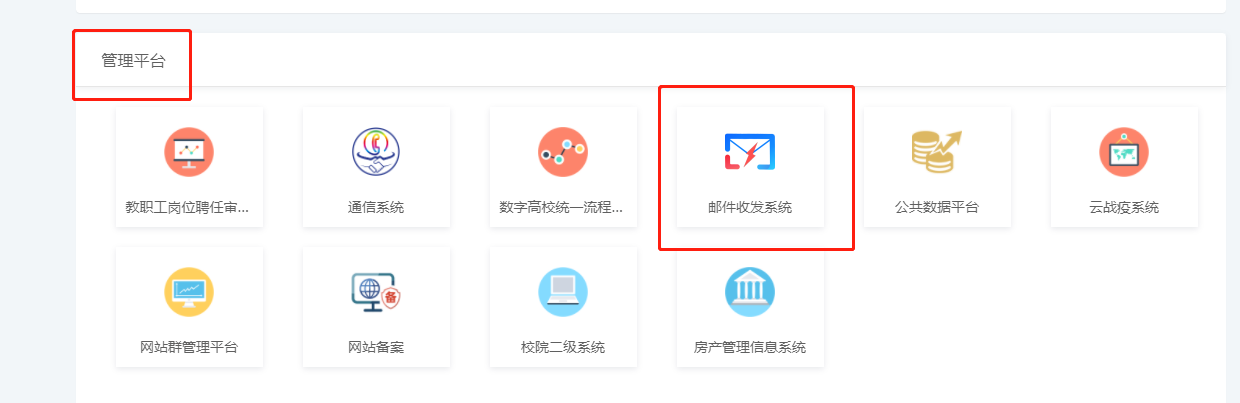 管理平台
教职工岗位聘任审...
通信系统
数字高校统一流程...
邮件收发系统
公共数据平台
云战疫系统
备
网站群管理平台
网站备案
校院二级系统
房产管理信息系统